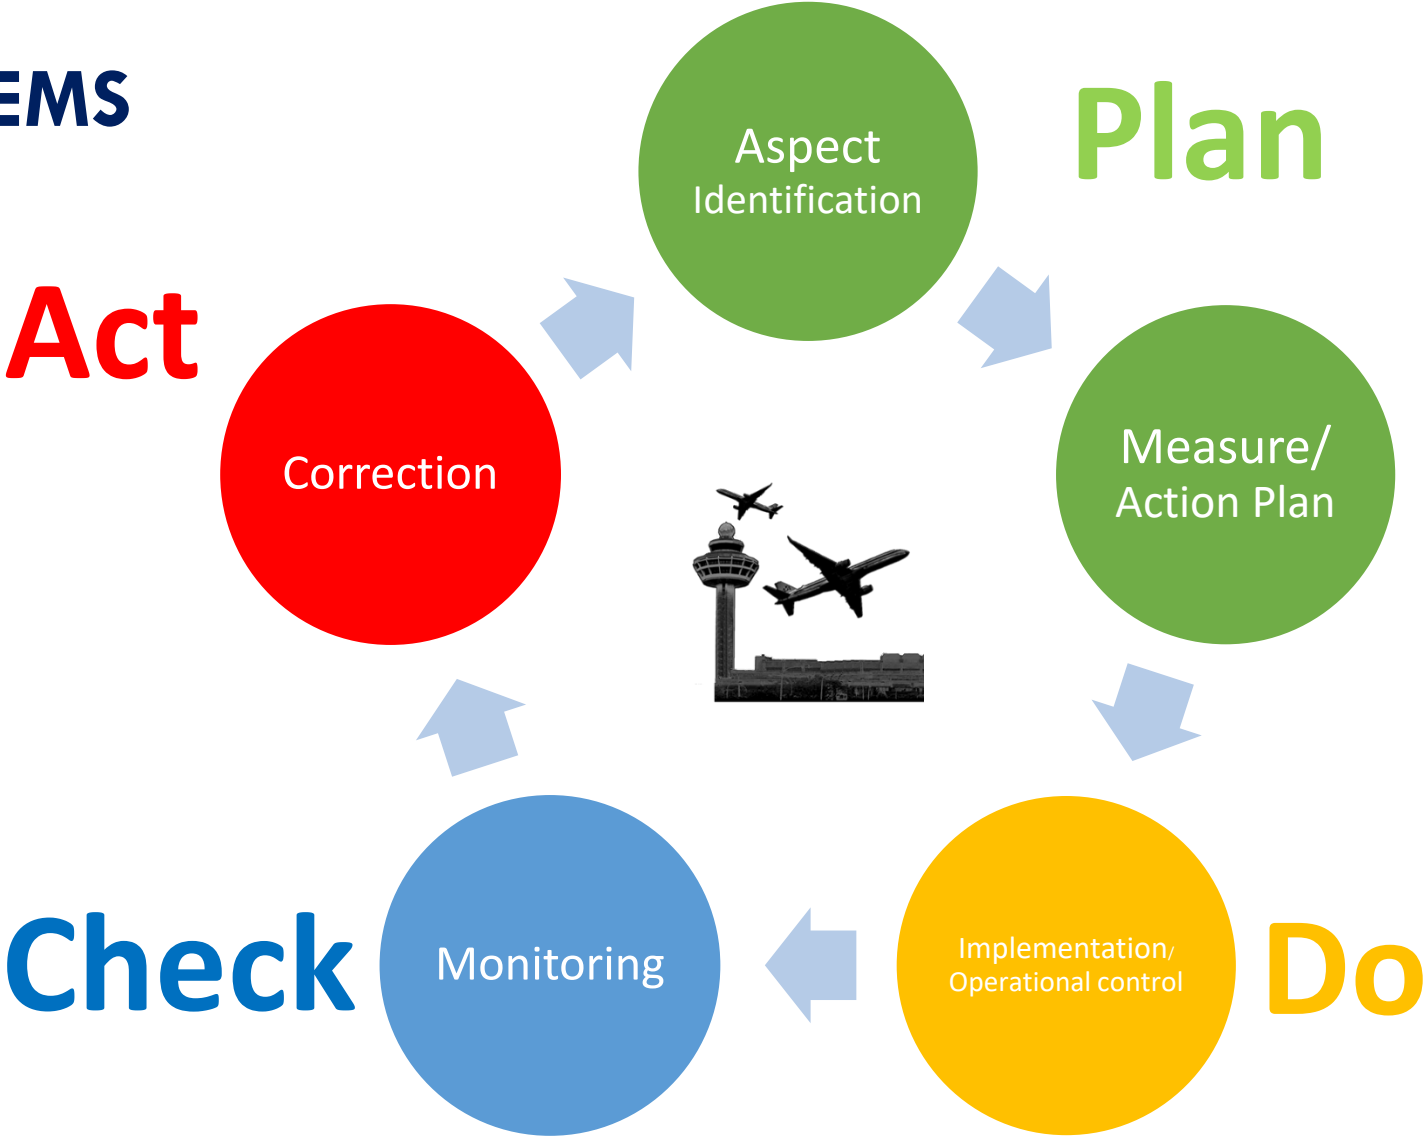 EMS
Aspect
Identification
Plan
Act
Correction
Measure/
Action Plan
Check
Monitoring
Implementation/
Operational control
Do